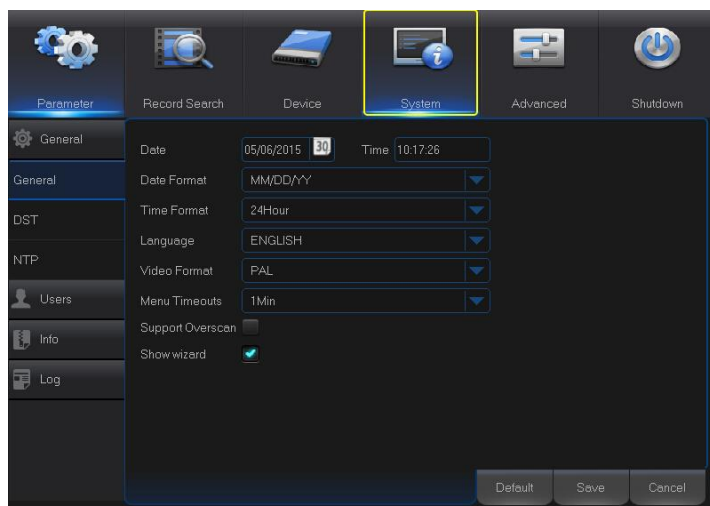 Parameter Record Search Device System Advanced Shutdown
General
General
DST
NTP
Users
Info
Log
Date 05/06/2015 30 Time 10:17:26
Date Format MM/DD/YY
Time Format 24Hour
Language ENGLISH
Video Format PAL
Menu Timeouts 1Min
Support Overscan
Show wizard
Default Save Cancel